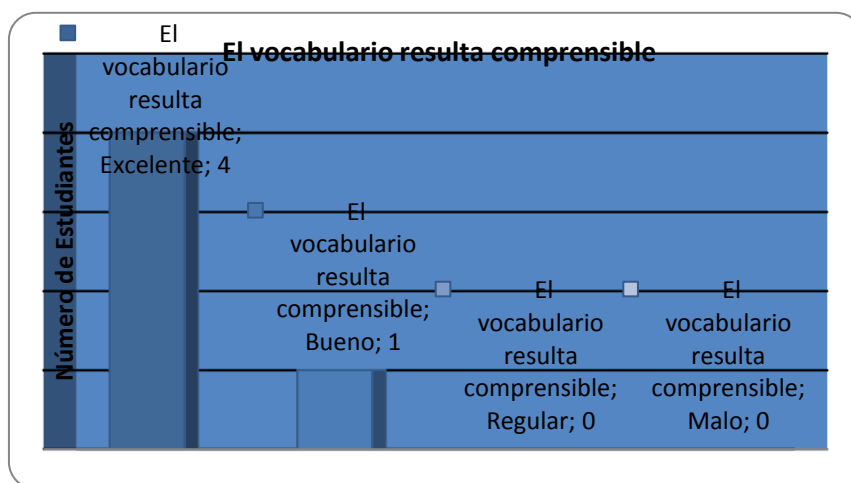 El vocabulario resulta comprensible
Número de Estudiantes
El
vocabulario
resulta
comprensible;
Excelente; 4
El
vocabulario
resulta
comprensible;
Bueno; 1
El
vocabulario
resulta
comprensible;
Regular; 0
El
vocabulario
resulta
comprensible;
Malo; 0